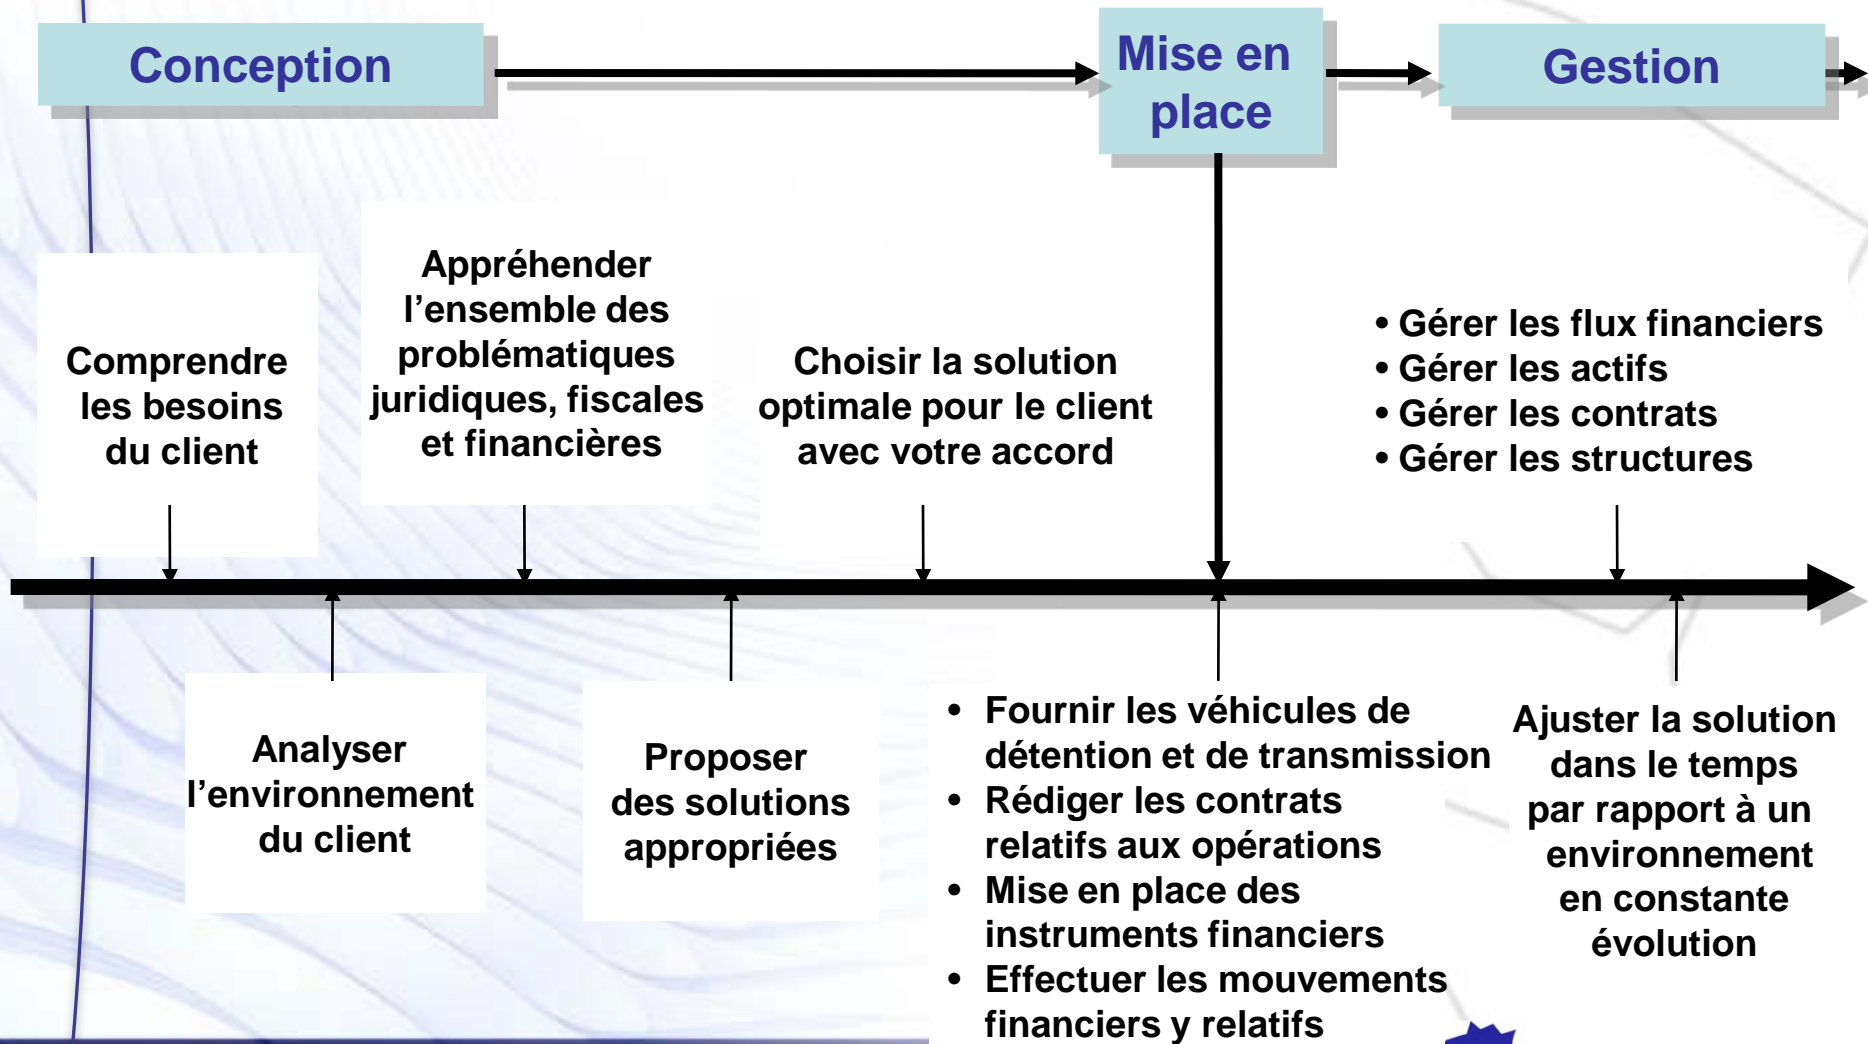 Conception
Mise en
place
Gestion
Comprendre
les besoins
du client
Appréhender
l’ensemble des
problématiques
juridiques, fiscales
et financières
Choisir la solution
optimale pour le client
avec votre accord
• Gérer les flux financiers
• Gérer les actifs
• Gérer les contrats
• Gérer les structures
Analyser
l’environnement
du client
Proposer
des solutions
appropriées
• Fournir les véhicules de
détention et de transmission
• Rédiger les contrats
relatifs aux opérations
• Mise en place des
instruments financiers
• Effectuer les mouvements
financiers y relatifs
Ajuster la solution
dans le temps
par rapport à un
environnement
en constante
évolution